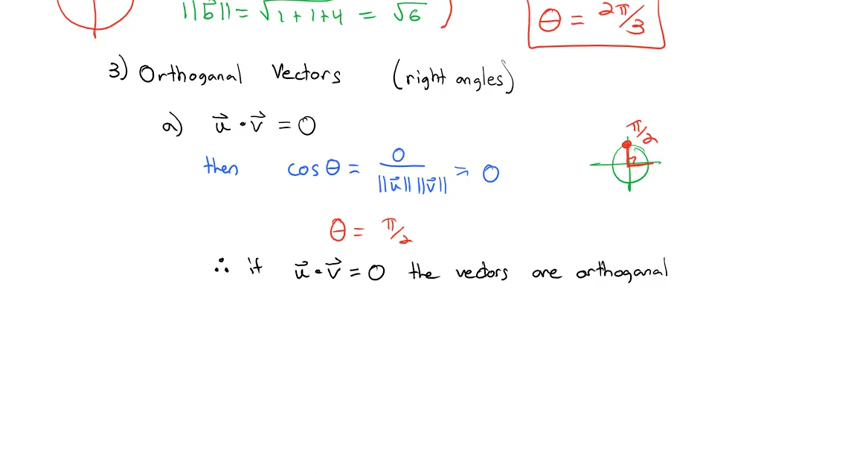 ||b⃗|| = √1+1+4 = √6 )
θ = 2π/3
3) Orthoganal Vectors (right angles)
a) u⃗ · v⃗ = 0
π/2
then cos θ = 0 / ||u⃗|| ||v⃗|| = 0
θ = π/2
∴ if u⃗ · v⃗ = 0 the vectors are orthoganal